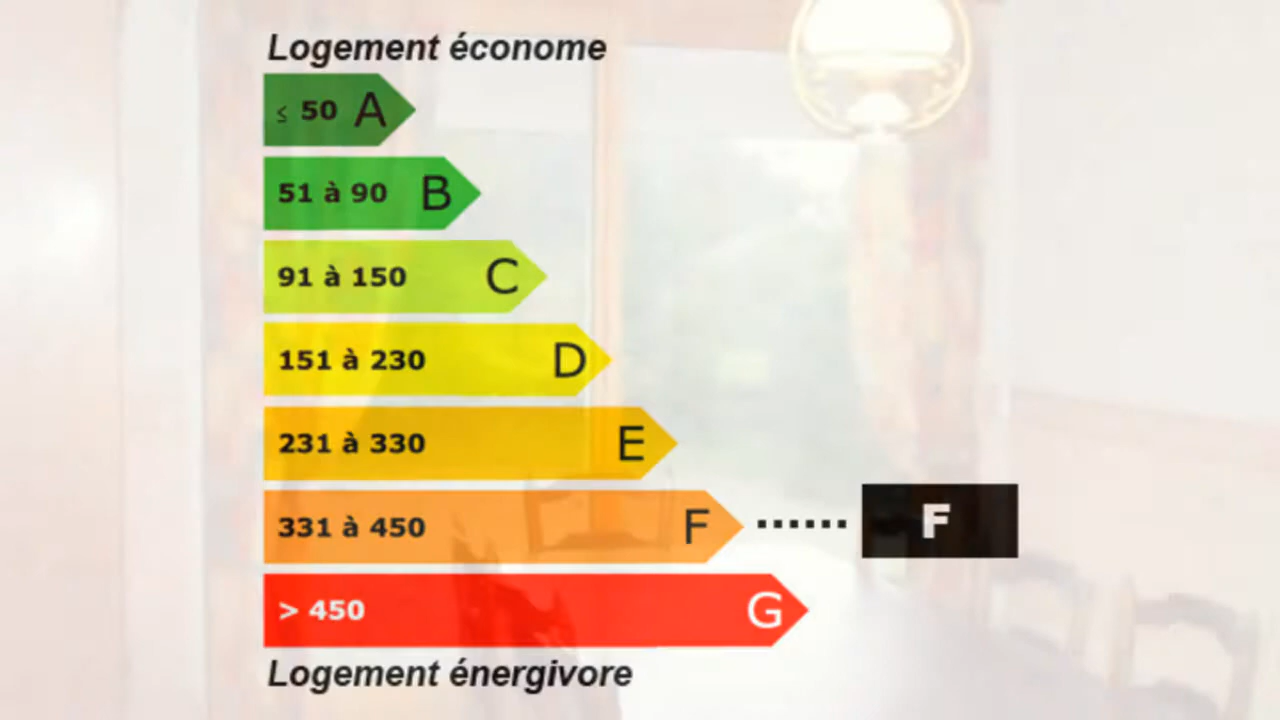 Logement économe
≤ 50 A
51 à 90 B
91 à 150 C
151 à 230 D
231 à 330 E
331 à 450 F F
> 450 G
Logement énergivore